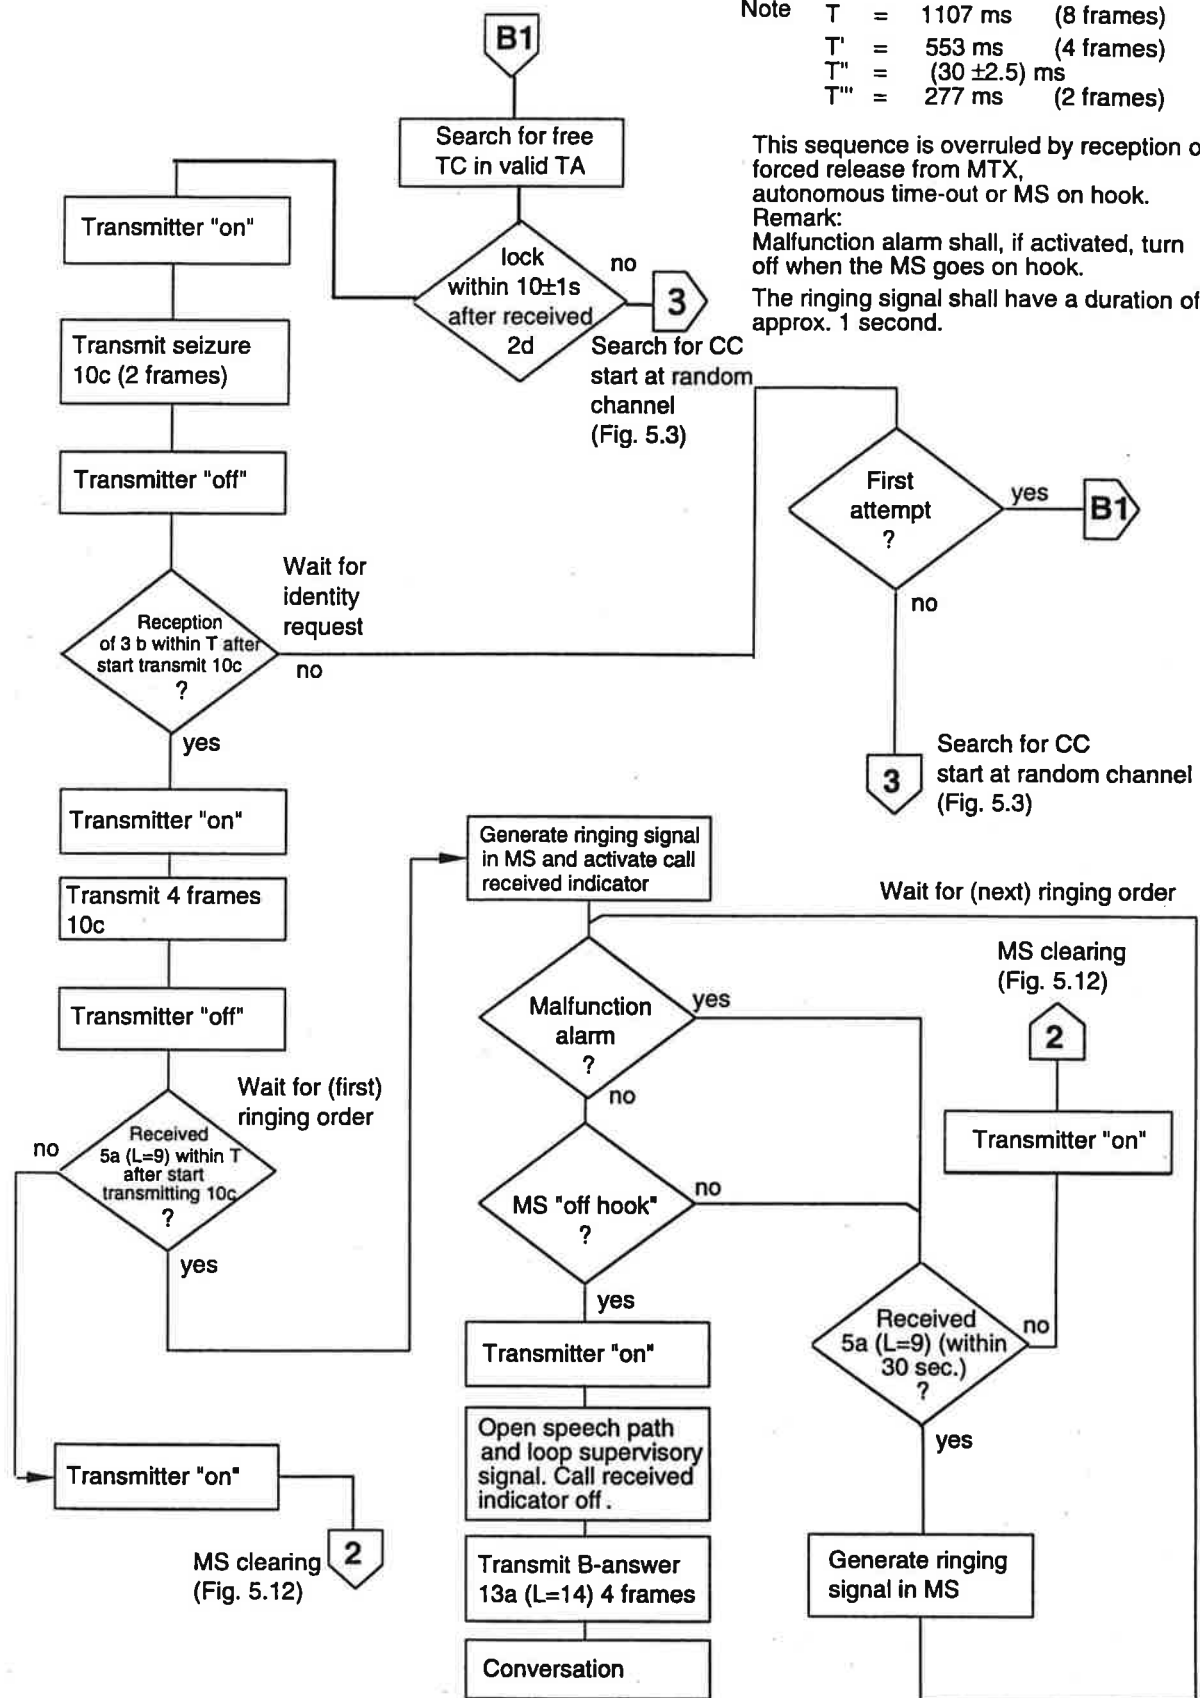 Note T = 1107 ms (8 frames)
T' = 553 ms (4 frames)
T" = (30 ±2.5) ms
T"' = 277 ms (2 frames)
This sequence is overruled by reception o
forced release from MTX,
autonomous time-out or MS on hook.
Remark:
Malfunction alarm shall, if activated, turn
off when the MS goes on hook.
The ringing signal shall have a duration of
approx. 1 second.
B1
Search for free
TC in valid TA
lock
within 10±1s
after received
2d
no
3
Search for CC
start at random
channel
(Fig. 5.3)
Transmitter "on"
Transmit seizure
10c (2 frames)
Transmitter "off"
Reception
of 3 b within T after
start transmit 10c
?
Wait for
identity
request
no
yes
First
attempt
?
yes
B1
no
3
Search for CC
start at random channel
(Fig. 5.3)
Transmitter "on"
Transmit 4 frames
10c
Transmitter "off"
Wait for (first)
ringing order
Received
5a (L=9) within T
after start
transmitting 10c
?
no
yes
Transmitter "on"
MS clearing
(Fig. 5.12)
2
Generate ringing signal
in MS and activate call
received indicator
Wait for (next) ringing order
Malfunction
alarm
?
yes
no
MS "off hook"
?
no
yes
Transmitter "on"
Open speech path
and loop supervisory
signal. Call received
indicator off.
Transmit B-answer
13a (L=14) 4 frames
Conversation
MS clearing
(Fig. 5.12)
2
Transmitter "on"
Received
5a (L=9) (within
30 sec.)
?
no
yes
Generate ringing
signal in MS